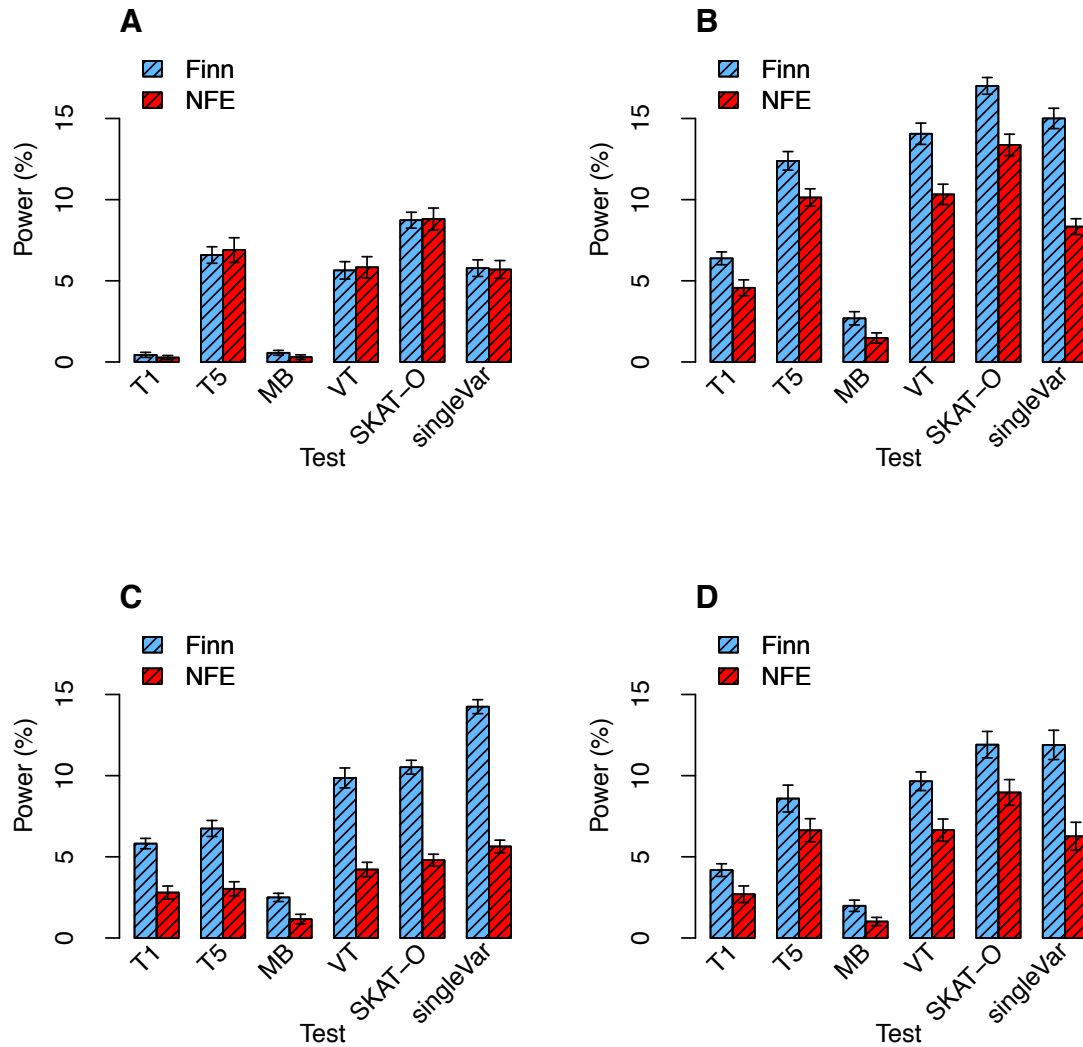 A
Finn
NFE
Power (%)
15
10
5
0
T1
T5
MB
VT
SKAT−O
singleVar
Test
B
Finn
NFE
Power (%)
15
10
5
0
T1
T5
MB
VT
SKAT−O
singleVar
Test
C
Finn
NFE
Power (%)
15
10
5
0
T1
T5
MB
VT
SKAT−O
singleVar
Test
D
Finn
NFE
Power (%)
15
10
5
0
T1
T5
MB
VT
SKAT−O
singleVar
Test